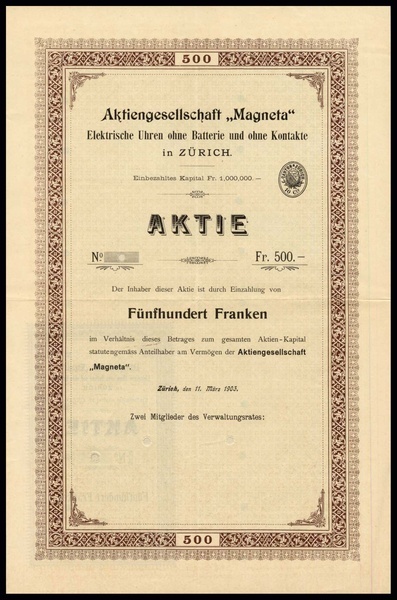 500
Aktiengesellschaft „Magneta"
Elektrische Uhren ohne Batterie und ohne Kontakte
in ZÜRICH.
Einbezahltes Kapital Fr. 1,000,000.—
AKTIE
No
Fr. 500.—
Der Inhaber dieser Aktie ist durch Einzahlung von
Fünfhundert Franken
im Verhältnis dieses Betrages zum gesamten Aktien-Kapital
statutengemäss Anteilhaber am Vermögen der Aktiengesellschaft
„Magneta".
Zürich, den 11. März 1903.
Zwei Mitglieder des Verwaltungsrates:
500